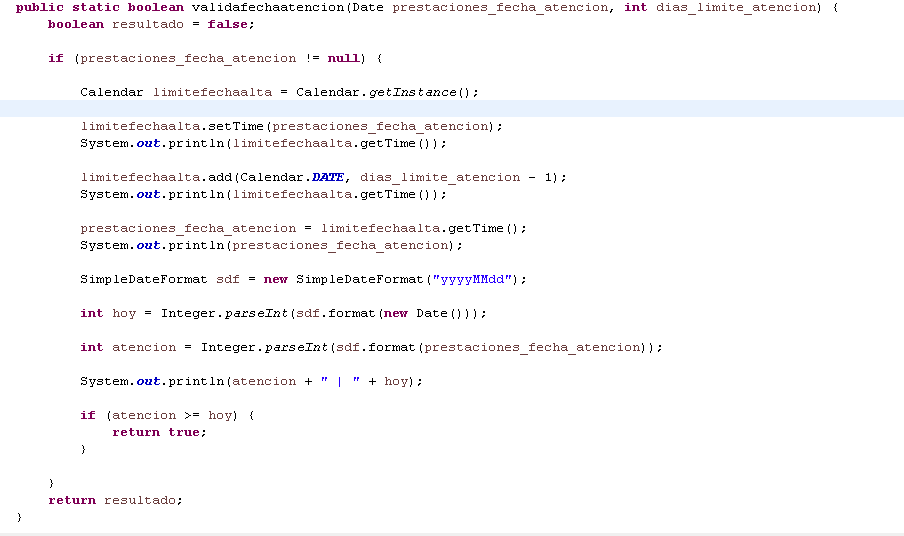 public static boolean validafechaatencion(Date prestaciones_fecha_atencion, int dias_limite_atencion) {
    boolean resultado = false;

    if (prestaciones_fecha_atencion != null) {

        Calendar limitefechaalta = Calendar.getInstance();

        limitefechaalta.setTime(prestaciones_fecha_atencion);
        System.out.println(limitefechaalta.getTime());

        limitefechaalta.add(Calendar.DATE, dias_limite_atencion - 1);
        System.out.println(limitefechaalta.getTime());

        prestaciones_fecha_atencion = limitefechaalta.getTime();
        System.out.println(prestaciones_fecha_atencion);

        SimpleDateFormat sdf = new SimpleDateFormat("yyyyMMdd");

        int hoy = Integer.parseInt(sdf.format(new Date()));

        int atencion = Integer.parseInt(sdf.format(prestaciones_fecha_atencion));

        System.out.println(atencion + " | " + hoy);

        if (atencion >= hoy) {
            return true;
        }

    }
    return resultado;
}